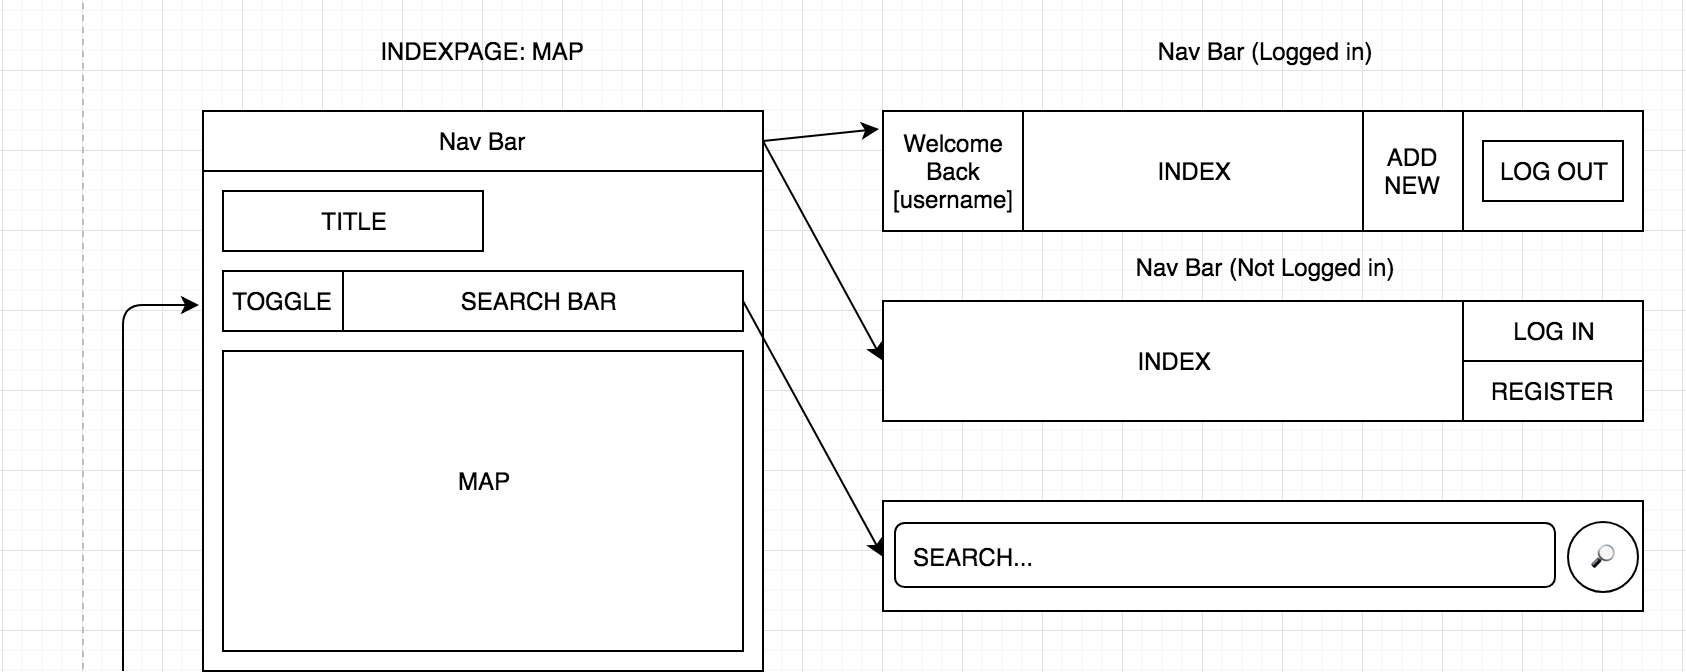 INDEXPAGE: MAP
Nav Bar
TITLE
TOGGLE
SEARCH BAR
MAP
Nav Bar (Logged in)
Welcome
Back
[username]
INDEX
ADD
NEW
LOG OUT
Nav Bar (Not Logged in)
INDEX
LOG IN
REGISTER
SEARCH...